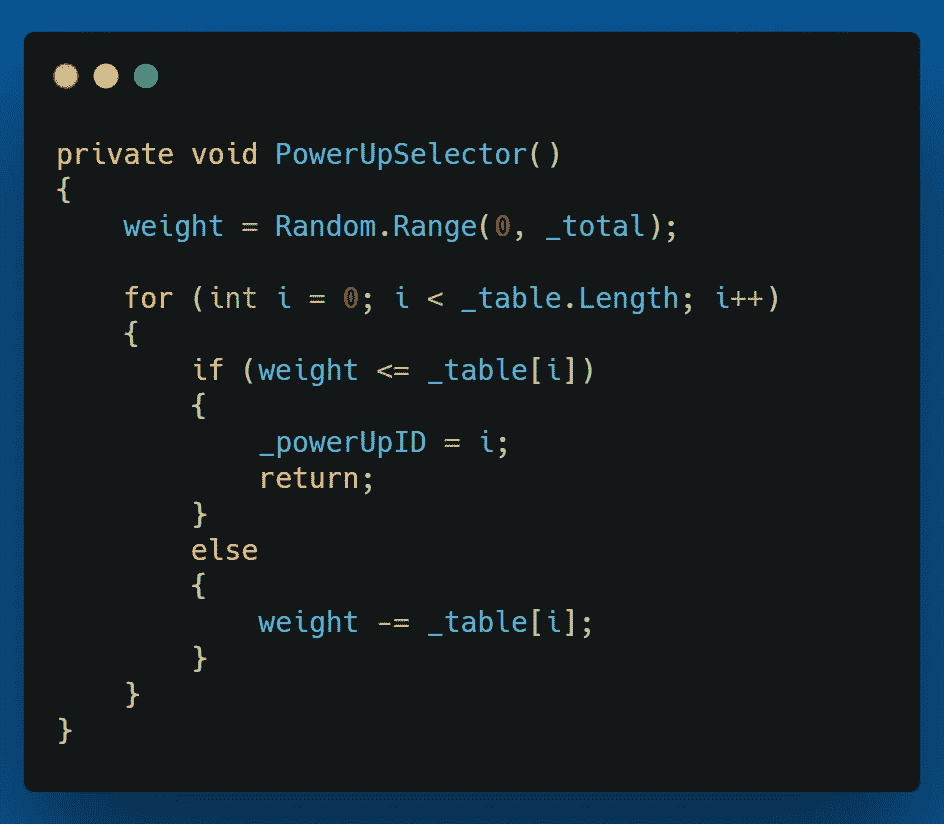 private void PowerUpSelector()
{
    weight = Random.Range(0, _total);

    for (int i = 0; i < _table.Length; i++)
    {
        if (weight <= _table[i])
        {
            _powerUpID = i;
            return;
        }
        else
        {
            weight -= _table[i];
        }
    }
}